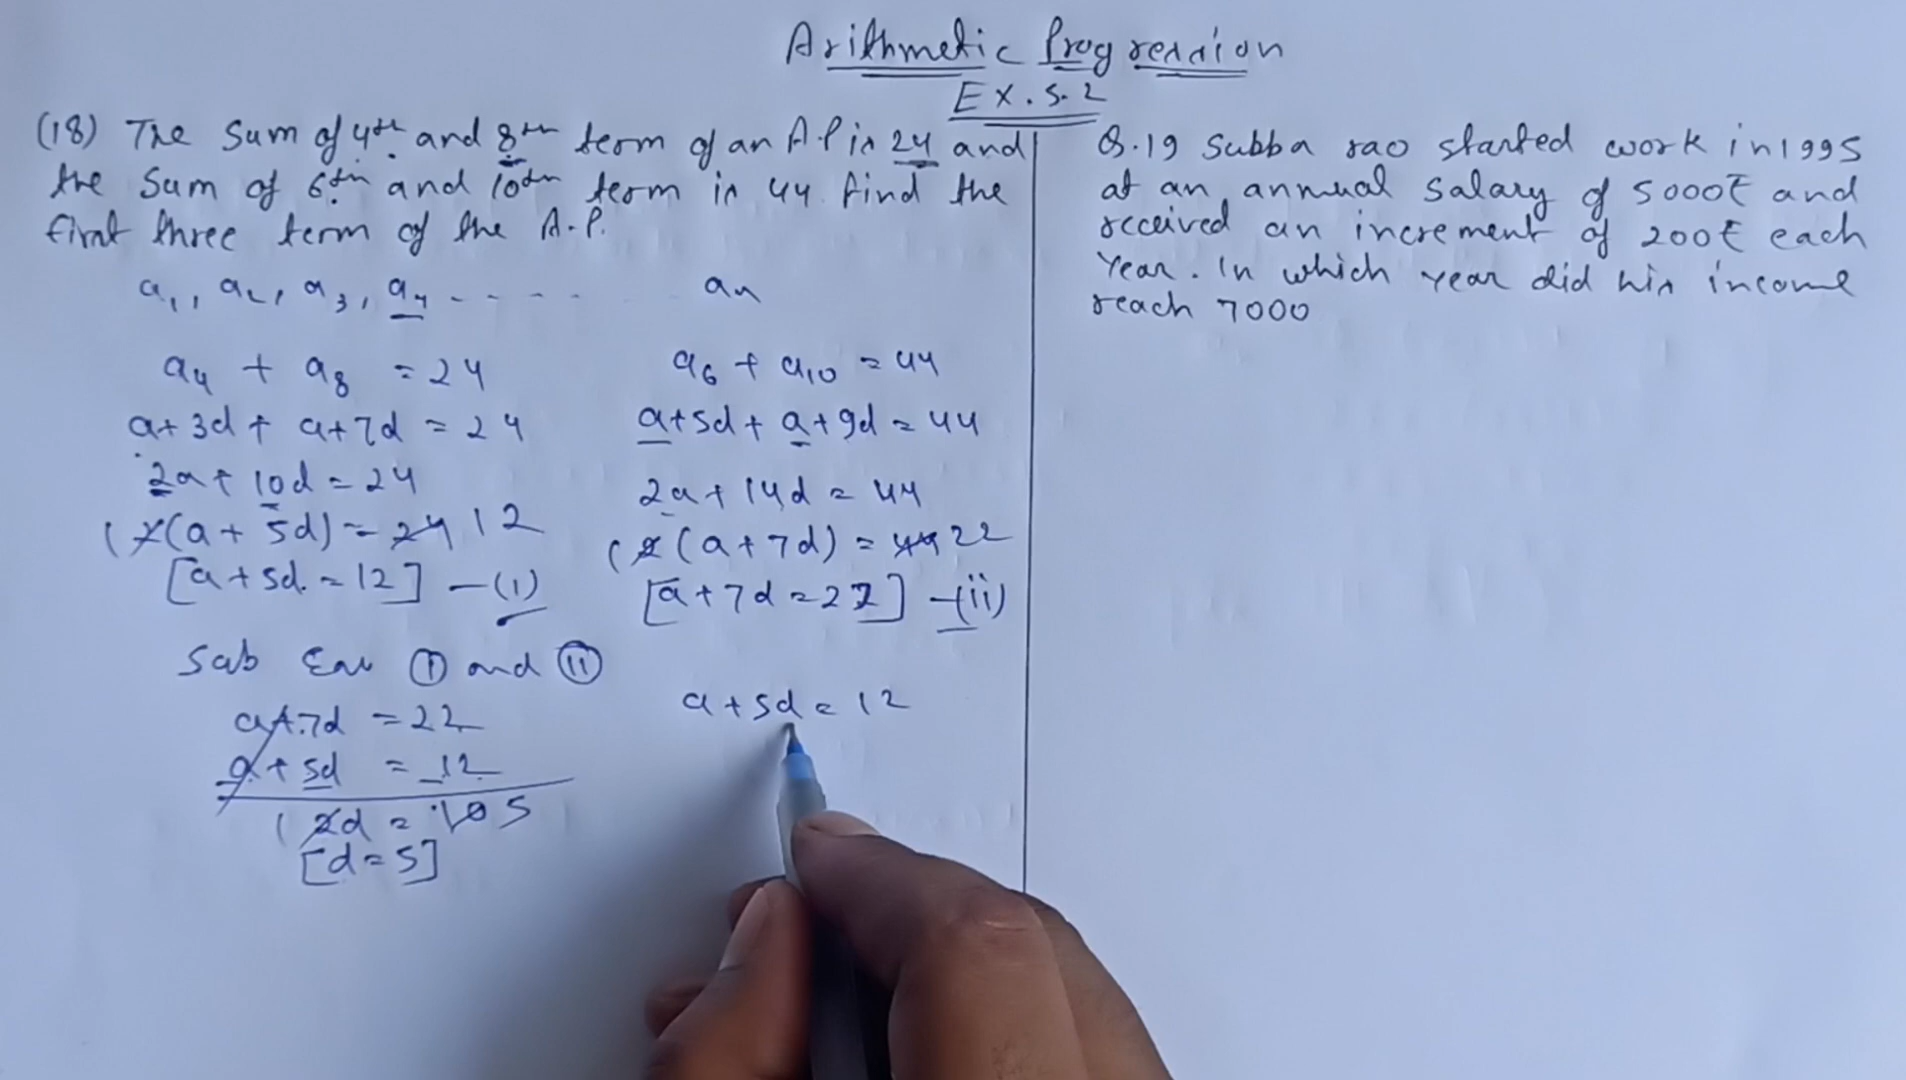 Arithmetic Progression
Ex. 5.2
(18) The Sum of 4th and 8th term of an A.P is 24 and
the Sum of 6th and 10th term is 44 find the
first three term of the A.P.
a₁, a₂, a₃, a₄ - - - - . aₙ
a₄ + a₈ = 24
a+3d + a+7d = 24
2a + 10d = 24
1 2(a + 5d) = 24 12
[a + 5d = 12] - (i)
a₆ + a₁₀ = 44
a+5d + a+9d = 44
2a + 14d = 44
1 2(a + 7d) = 44 22
[a + 7d = 22] - (ii)
Sub Equ (I) and (II)
a+7d = 22
a + 5d = 12
1 2d = 10 5
[d = 5]
a + 5d = 12
Q.19 Subba rao started work in 1995
at an annual salary of 5000₹ and
received an increment of 200₹ each
Year. In which year did his income
reach 7000